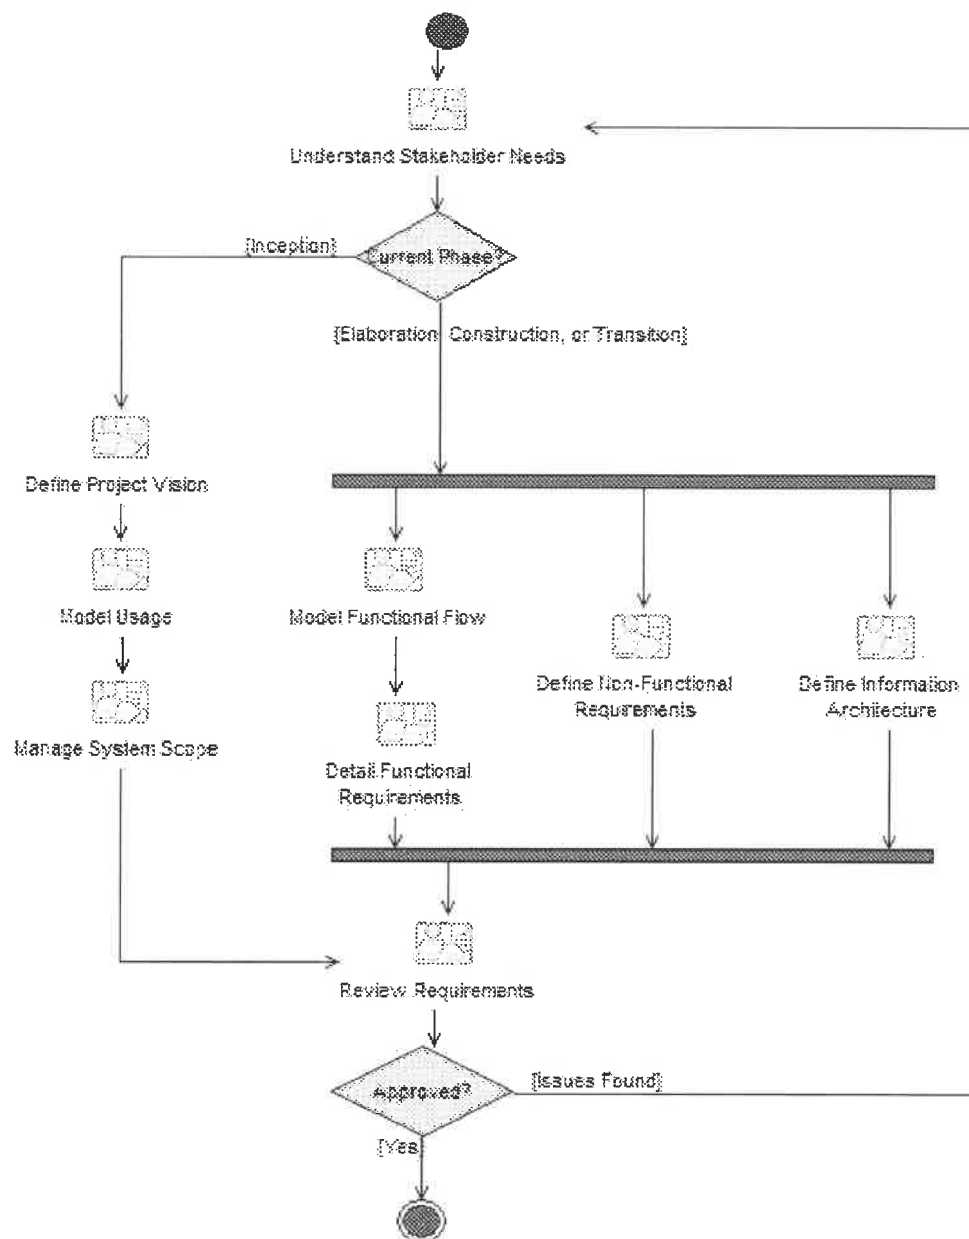 Understand Stakeholder Needs
[Inception]
Current Phase?
[Elaboration, Construction, or Transition]
Define Project Vision
Model Usage
Model Functional Flow
Define Non-Functional
Requirements
Define Information
Architecture
Manage System Scope
Detail Functional
Requirements
Review Requirements
Approved?
[Issues Found]
[Yes]